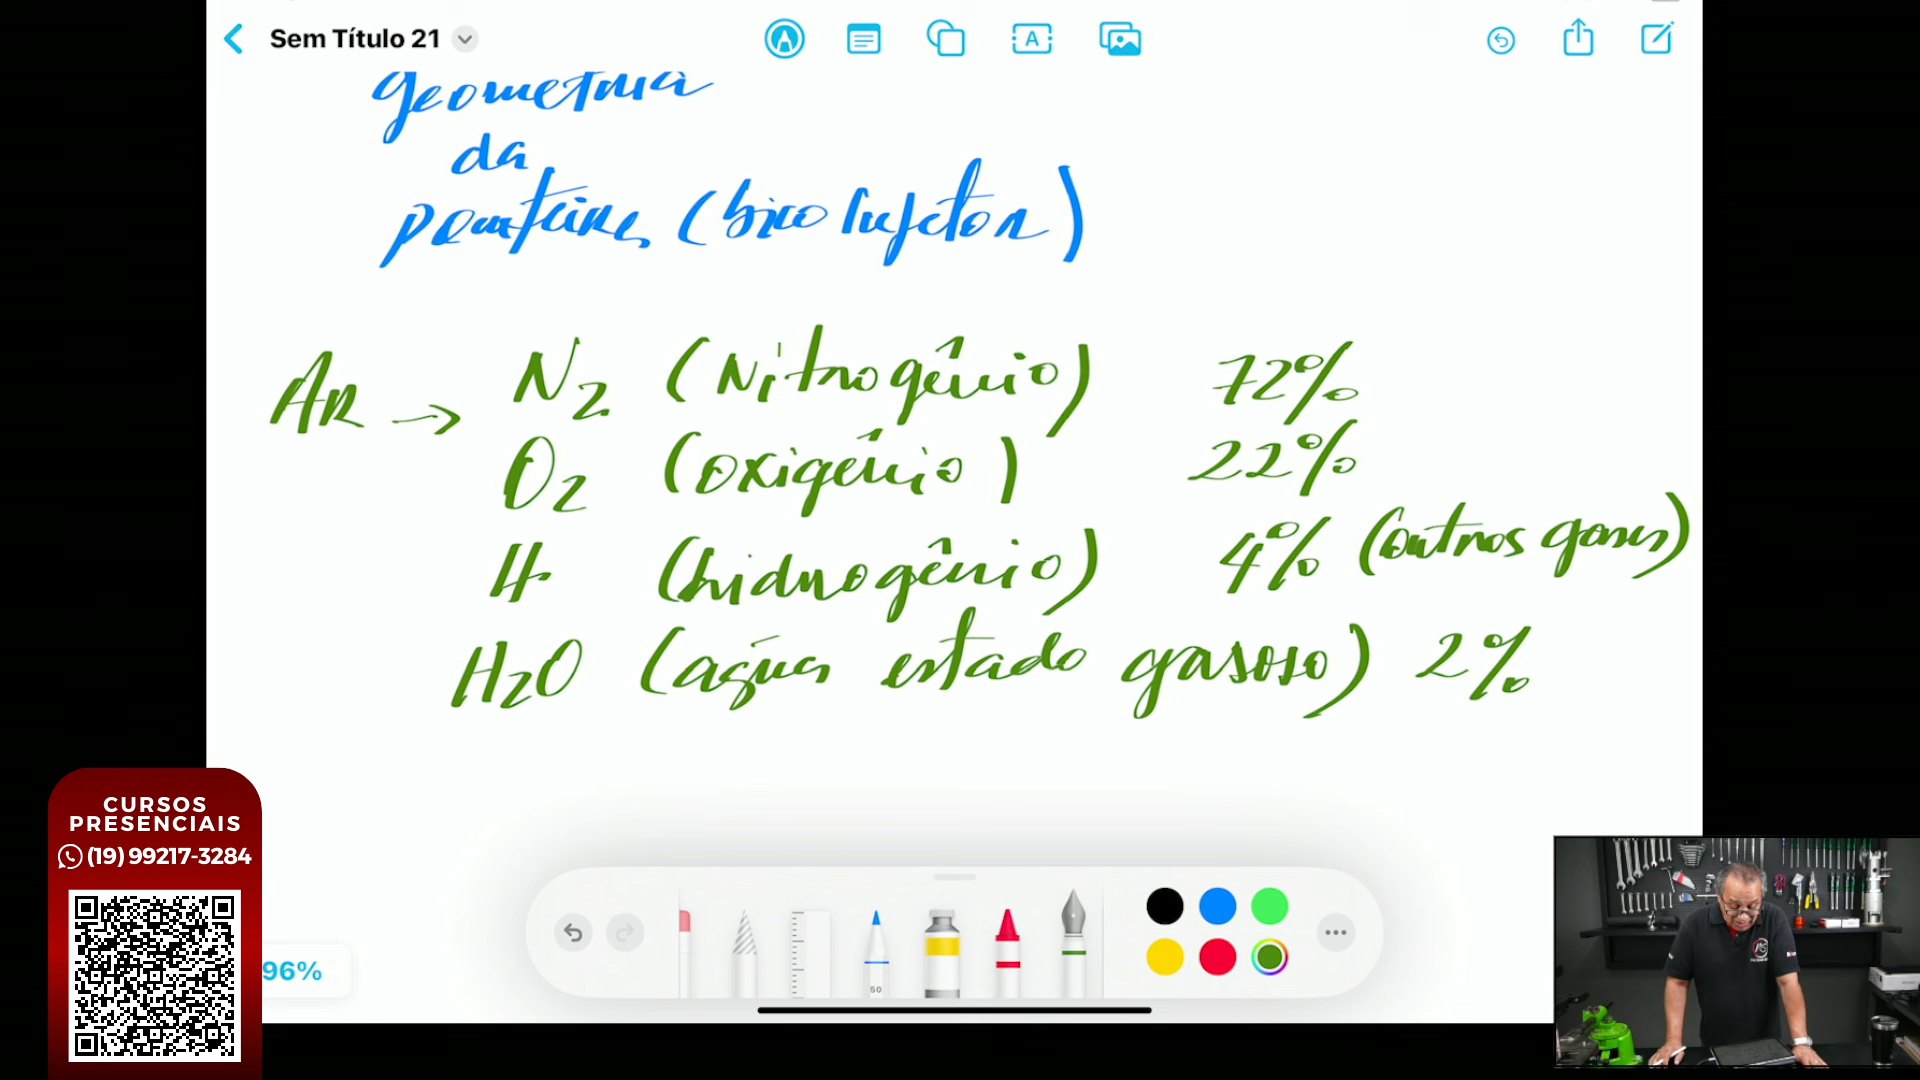 Sem Título 21
geometria
da
ponteira (bico Injetor)
AR → N2 (Nitrogênio) 72%
O2 (oxigênio) 22%
H (hidrogênio) 4% (outros gases)
H2O (água estado gasoso) 2%
CURSOS
PRESENCIAIS
(19) 99217-3284
50
96%